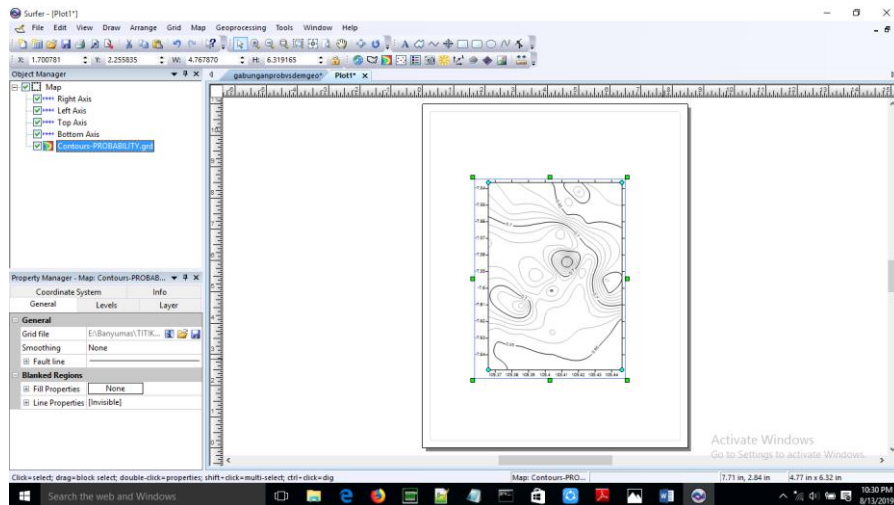 Surfer - [Plot1*]
File Edit View Draw Arrange Grid Map Geoprocessing Tools Window Help
X: 1.700781 Y: 2.255835 W: 4.767870 H: 6.319165
Object Manager
gabunganprobvsdemgeo* Plot1* X
Map
Right Axis
Left Axis
Top Axis
Bottom Axis
Contours-PROBABILITY.grd
Property Manager - Map: Contours-PROBAB...
Coordinate System Info
General Levels Layer
General
Grid file E:\Banyumas\TITIK...
Smoothing None
Fault line
Blanked Regions
Fill Properties None
Line Properties [Invisible]
Activate Windows
Go to Settings to activate Windows.
Click=select; drag=block select; double-click=properties; shift+click=multi-select; ctrl+click=dig
Map: Contours-PRO... 7.71 in, 2.84 in 4.77 in x 6.32 in
Search the web and Windows
10:30 PM
8/13/2019